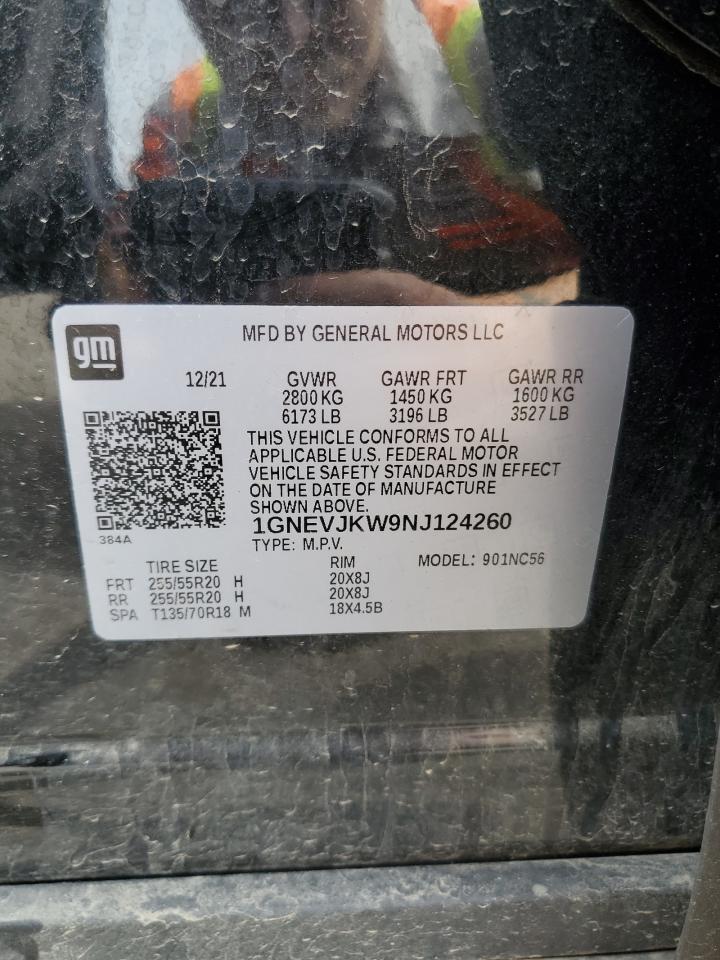 gm
MFD BY GENERAL MOTORS LLC
12/21 GVWR GAWR FRT GAWR RR
2800 KG 1450 KG 1600 KG
6173 LB 3196 LB 3527 LB
THIS VEHICLE CONFORMS TO ALL
APPLICABLE U.S. FEDERAL MOTOR
VEHICLE SAFETY STANDARDS IN EFFECT
ON THE DATE OF MANUFACTURE
SHOWN ABOVE.
1GNEVJKW9NJ124260
384A
TYPE: M.P.V.
TIRE SIZE RIM MODEL: 901NC56
FRT 255/55R20 H 20X8J
RR 255/55R20 H 20X8J
SPA T135/70R18 M 18X4.5B